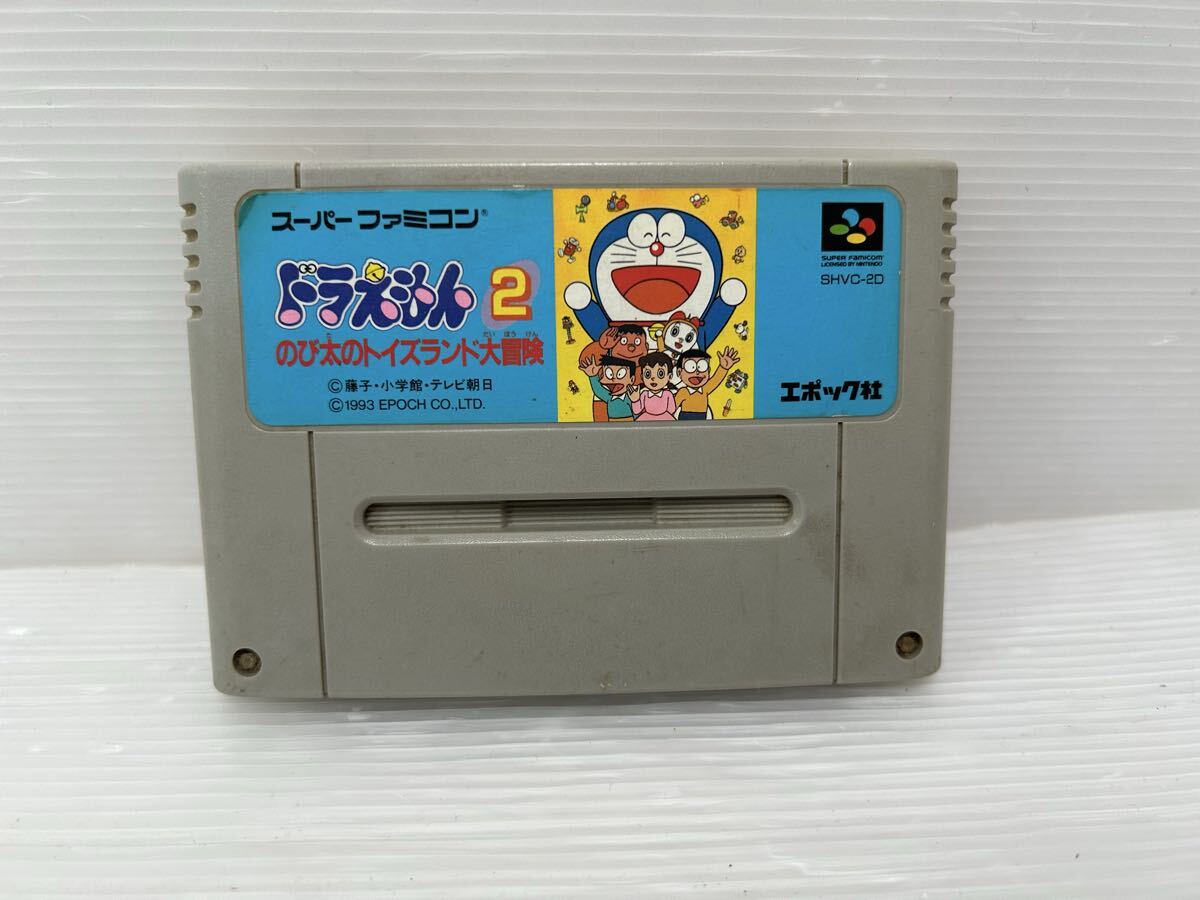 スーパーファミコン®
ドラえもん2
のび太のトイズランド大冒険
た
だいぼうけん
©藤子・小学館・テレビ朝日
©1993 EPOCH CO.,LTD.
SUPER FAMICOM
LICENSED BY NINTENDO
SHVC-2D
エポック社